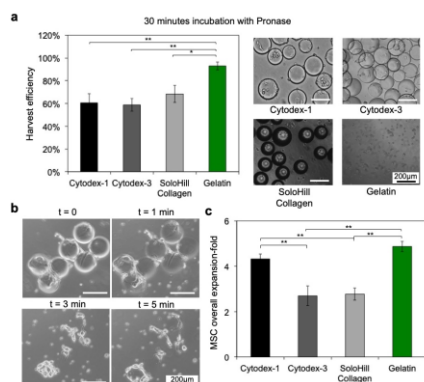 a
30 minutes incubation with Pronase
Harvest efficiency
120%
100%
80%
60%
40%
20%
0%
**
**
*
Cytodex-1
Cytodex-3
SoloHill
Collagen
Gelatin
Cytodex-1
Cytodex-3
SoloHill
Collagen
200μm
Gelatin
b
t = 0
t = 1 min
t = 3 min
t = 5 min
200μm
c
MSC overall expansion-fold
6
4
2
0
**
**
**
**
Cytodex-1
Cytodex-3
SoloHill
Collagen
Gelatin